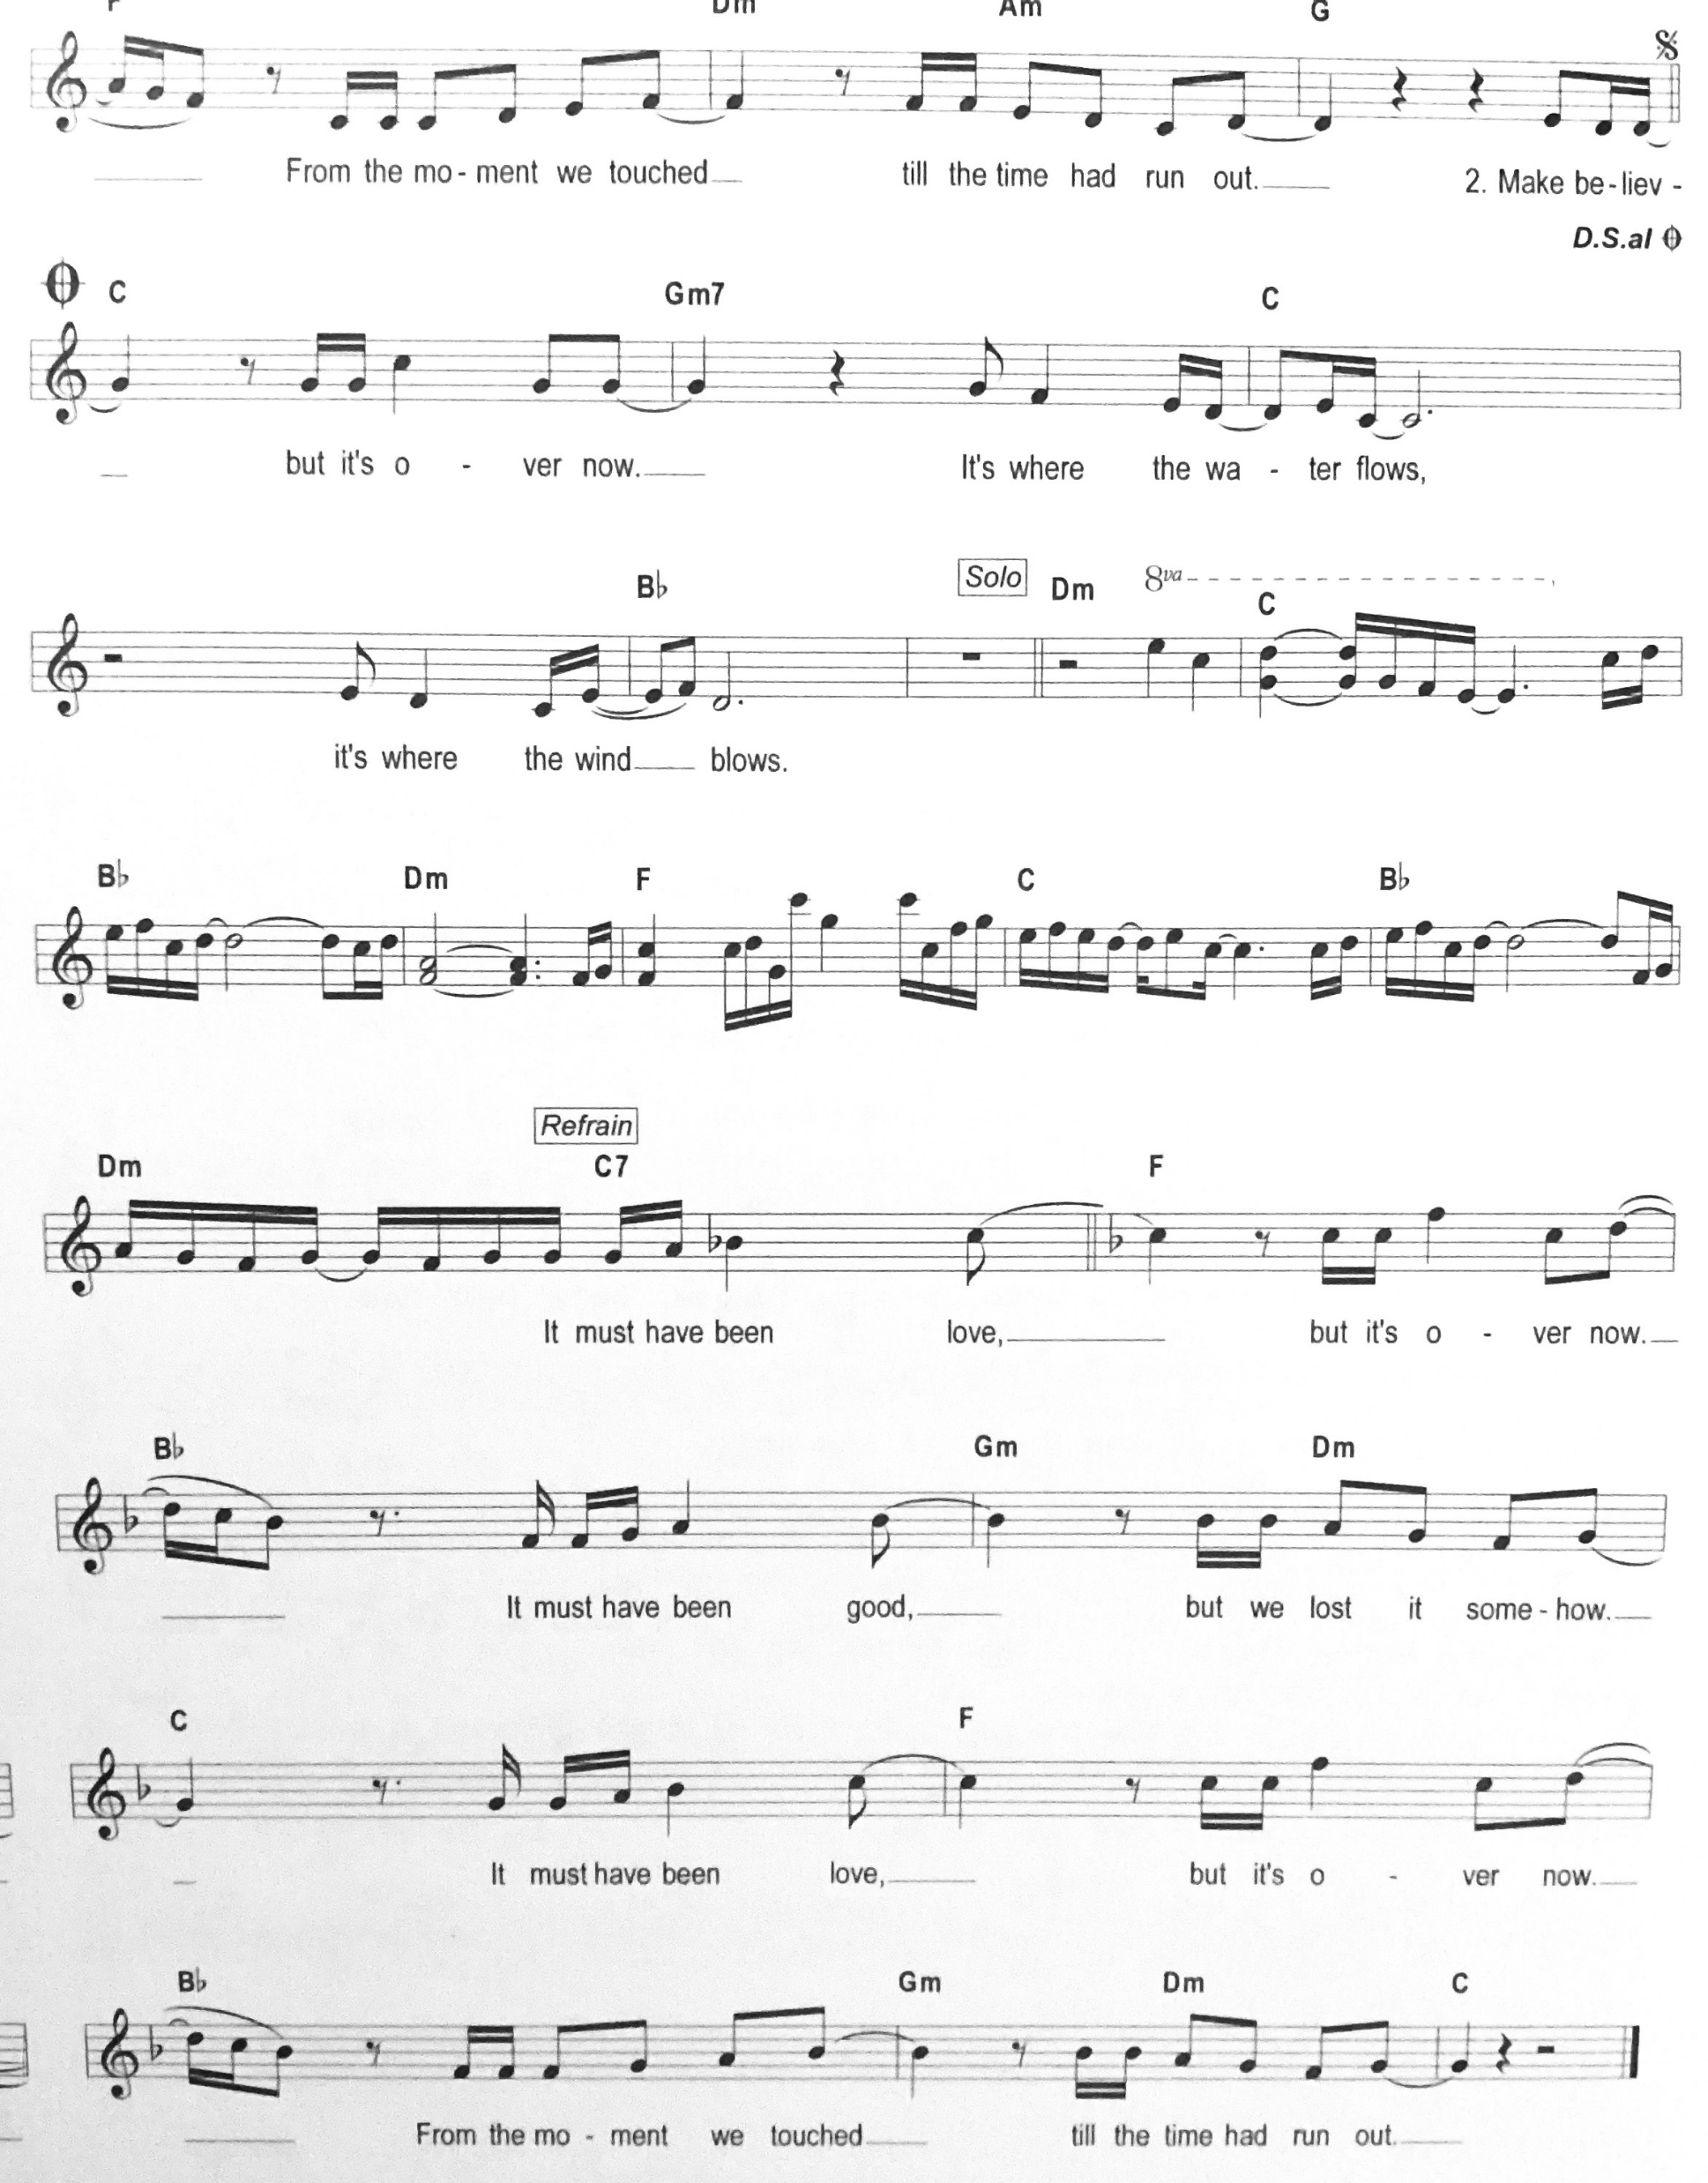 F Dm Am G
From the mo - ment we touched till the time had run out. 2. Make be - liev -
D.S.al
C Gm7 C
but it's o - ver now. It's where the wa - ter flows,
B♭ Solo Dm 8va C
it's where the wind blows.
B♭ Dm F C B♭
Refrain
Dm C7 F
It must have been love, but it's o - ver now.
B♭ Gm Dm
It must have been good, but we lost it some - how.
C F
It must have been love, but it's o - ver now.
B♭ Gm Dm C
From the mo - ment we touched till the time had run out.